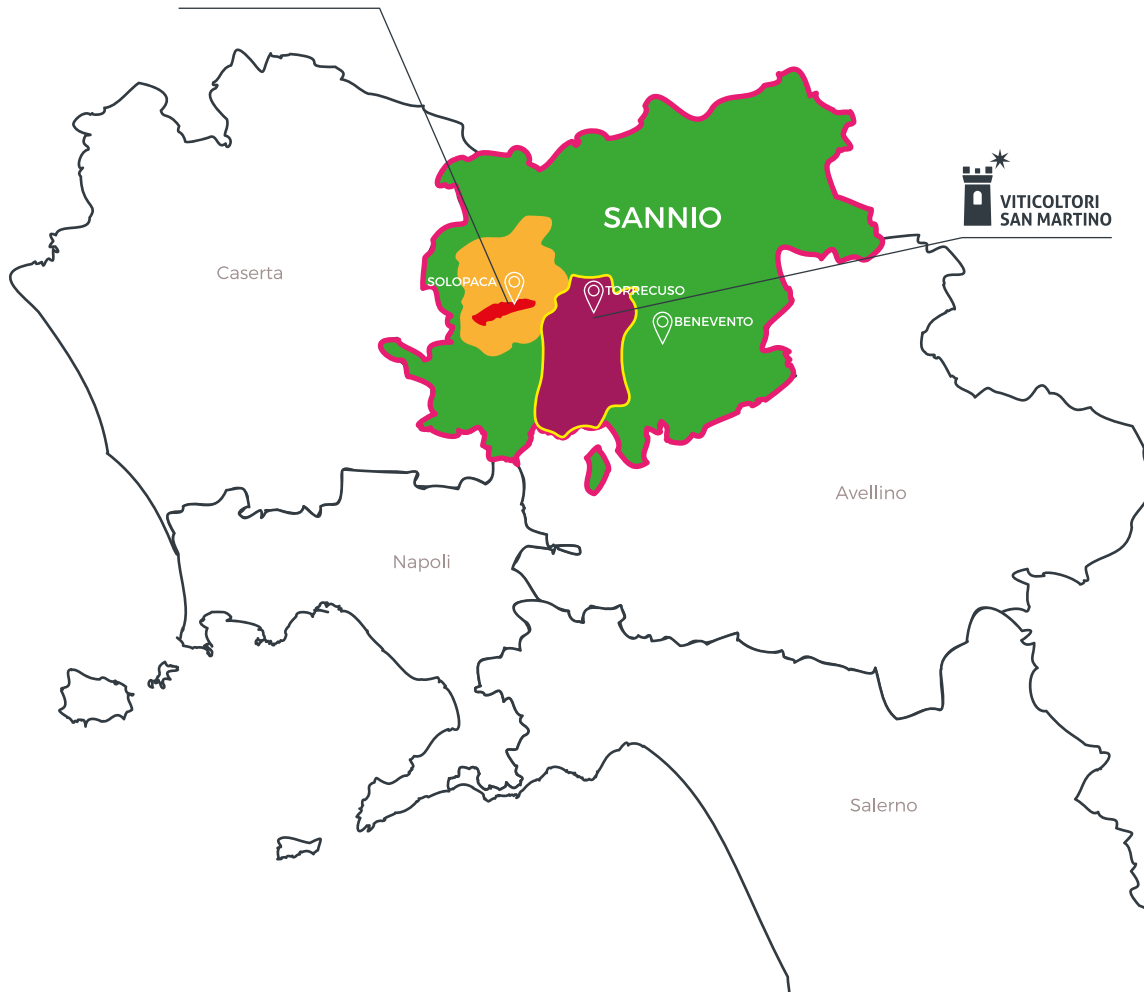 VITICOLTORI
SAN MARTINO
SANNIO
Caserta
SOLOPACA
TORRECUSO
BENEVENTO
Avellino
Napoli
Salerno